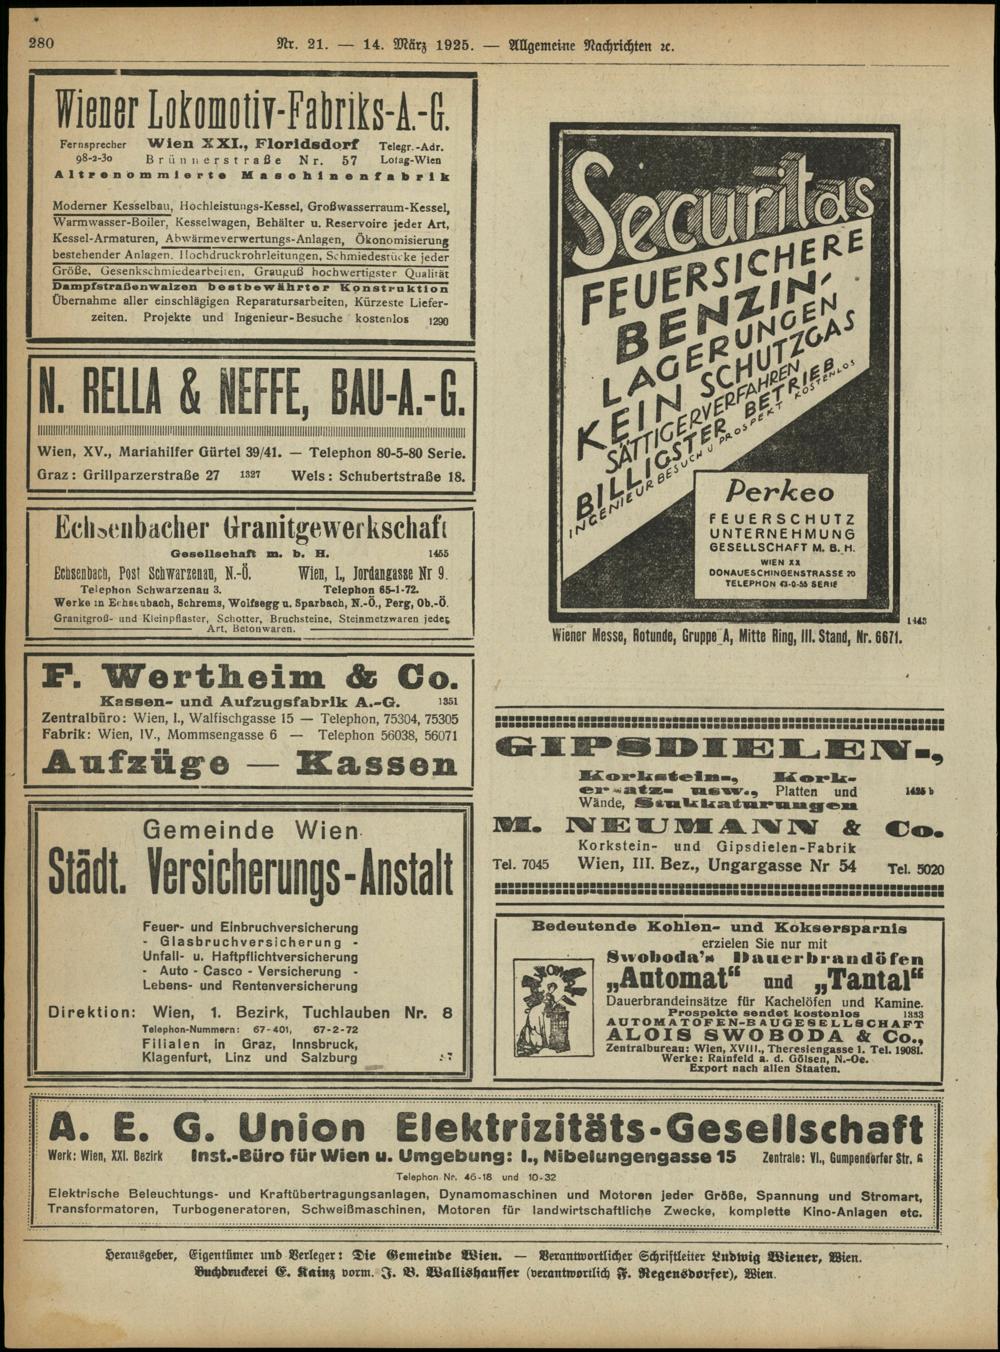 280
Nr. 21. — 14. März 1925. — Allgemeine Nachrichten ꝛc.
Wiener Lokomotiv-Fabriks-A.-G.
Fernsprecher
98-2-30
Wien XXI., Floridsdorf
Brünnerstraße Nr. 57
Telegr.-Adr.
Lofag-Wien
Altrenommierte Maschinenfabrik
Moderner Kesselbau, Hochleistungs-Kessel, Großwasserraum-Kessel,
Warmwasser-Boiler, Kesselwagen, Behälter u. Reservoire jeder Art,
Kessel-Armaturen, Abwärmeverwertungs-Anlagen, Ökonomisierung
bestehender Anlagen. Hochdruckrohrleitungen, Schmiedestücke jeder
Größe, Gesenkschmiedearbeiten, Grauguß hochwertigster Qualität
Dampfstraßenwalzen bestbewährter Konstruktion
Übernahme aller einschlägigen Reparatursarbeiten, Kürzeste Liefer-
zeiten. Projekte und Ingenieur-Besuche kostenlos 1290
N. RELLA & NEFFE, BAU-A.-G.
Wien, XV., Mariahilfer Gürtel 39/41. — Telephon 80-5-80 Serie.
Graz: Grillparzerstraße 27 1327 Wels: Schubertstraße 18.
Echsenbacher Granitgewerkschaft
Gesellschaft m. b. H. 1455
Echsenbach, Post Schwarzenau, N.-Ö. Wien, I., Jordangasse Nr 9.
Telephon Schwarzenau 3. Telephon 65-1-72.
Werke in Echsenbach, Schrems, Wolfsegg u. Sparbach, N.-Ö., Perg, Ob.-Ö.
Granitgroß- und Kleinpflaster, Schotter, Bruchsteine, Steinmetzwaren jeder
Art, Betonwaren.
F. Wertheim & Co.
Kassen- und Aufzugsfabrik A.-G. 1351
Zentralbüro: Wien, I., Walfischgasse 15 — Telephon, 75304, 75305
Fabrik: Wien, IV., Mommsengasse 6 — Telephon 56038, 56071
Aufzüge — Kassen
Gemeinde Wien
Städt. Versicherungs-Anstalt
Feuer- und Einbruchversicherung
- Glasbruchversicherung -
Unfall- u. Haftpflichtversicherung
- Auto - Casco - Versicherung -
Lebens- und Rentenversicherung
Direktion: Wien, 1. Bezirk, Tuchlauben Nr. 8
Telephon-Nummern: 67-401, 67-2-72
Filialen in Graz, Innsbruck,
Klagenfurt, Linz und Salzburg
Securitas
FEUERSICHERE
BENZIN-
LAGERUNGEN
KEIN SCHUTZGAS
SÄTTIGERVERFAHREN
BILLIGSTER BETRIEB
INGENIEURBESUCH U PROSPEKT KOSTENLOS
Perkeo
FEUERSCHUTZ
UNTERNEHMUNG
GESELLSCHAFT M. B. H.
WIEN XX
DONAUESCHINGENSTRASSE 20
TELEPHON 43-0-55 SERIE
1443
Wiener Messe, Rotunde, Gruppe A, Mitte Ring, III. Stand, Nr. 6671.
GIPSDIELEN-,
Korkstein-, Kork-
ersatz- usw., Platten und 1425 b
Wände, Stukkaturungen
M. NEUMANN & Co.
Korkstein- und Gipsdielen-Fabrik
Tel. 7045 Wien, III. Bez., Ungargasse Nr 54 Tel. 5020
Bedeutende Kohlen- und Koksersparnis
erzielen Sie nur mit
Swoboda's Dauerbrandöfen
„Automat“ und „Tantal“
Dauerbrandeinsätze für Kachelöfen und Kamine.
Prospekte sendet kostenlos 1353
AUTOMATOFEN-BAUGESELLSCHAFT
ALOIS SWOBODA & Co.,
Zentralbureau: Wien, XVIII., Theresiengasse 1. Tel. 19081.
Werke: Rainfeld a. d. Gölsen, N.-Oe.
Export nach allen Staaten.
A. E. G. Union Elektrizitäts-Gesellschaft
Werk: Wien, XXI. Bezirk Inst.-Büro für Wien u. Umgebung: I., Nibelungengasse 15 Zentrale: VI., Gumpendorfer Str. 6
Telephon Nr. 46-18 und 10-32
Elektrische Beleuchtungs- und Kraftübertragungsanlagen, Dynamomaschinen und Motoren jeder Größe, Spannung und Stromart,
Transformatoren, Turbogeneratoren, Schweißmaschinen, Motoren für landwirtschaftliche Zwecke, komplette Kino-Anlagen etc.
Herausgeber, Eigentümer und Verleger: Die Gemeinde Wien. — Verantwortlicher Schriftleiter Ludwig Wiener, Wien.
Buchdruckerei E. Kainz vorm. J. B. Wallishausser (verantwortlich F. Regensdorfer), Wien.